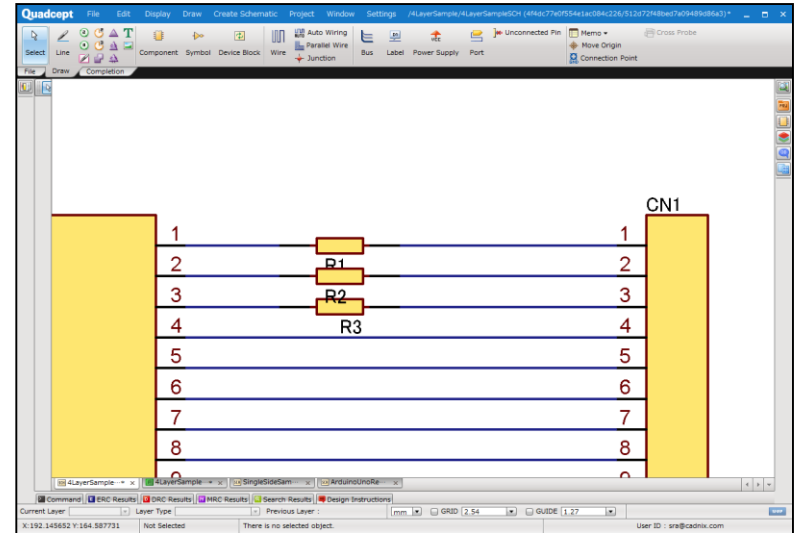 Quadcept File Edit Display Draw Create Schematic Project Window Settings /4LayerSample/4LayerSampleSCH (4f4dc77e0f554e1ac084c226/512d72f48bed7a09489d86a3)*
Select Line T Component Symbol Device Block Wire Auto Wiring Parallel Wire Junction Bus Label Power Supply Port Unconnected Pin Memo Move Origin Connection Point Cross Probe
File Draw Completion
CN1
1 1
R1
2 2
R2
3 3
R3
4 4
5 5
6 6
7 7
8 8
9 9
4LayerSample···* × 4LayerSample···* × SingleSideSam··· × ArduinoUnoRe··· ×
Command ERC Results DRC Results MRC Results Search Results Design Instructions
Current Layer Layer Type Previous Layer : mm GRID 2.54 GUIDE 1.27
X:192.145652 Y:164.587731 Not Selected There is no selected object. User ID : sra@cadnix.com